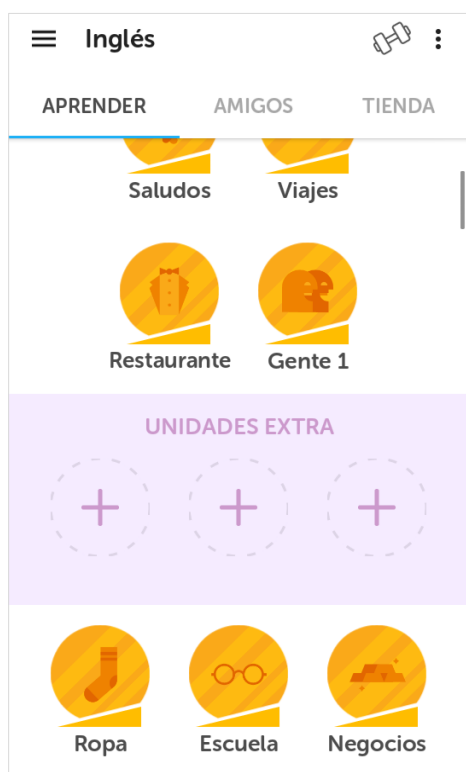 Inglés
APRENDER AMIGOS TIENDA
Saludos Viajes
Restaurante Gente 1
UNIDADES EXTRA
Ropa Escuela Negocios